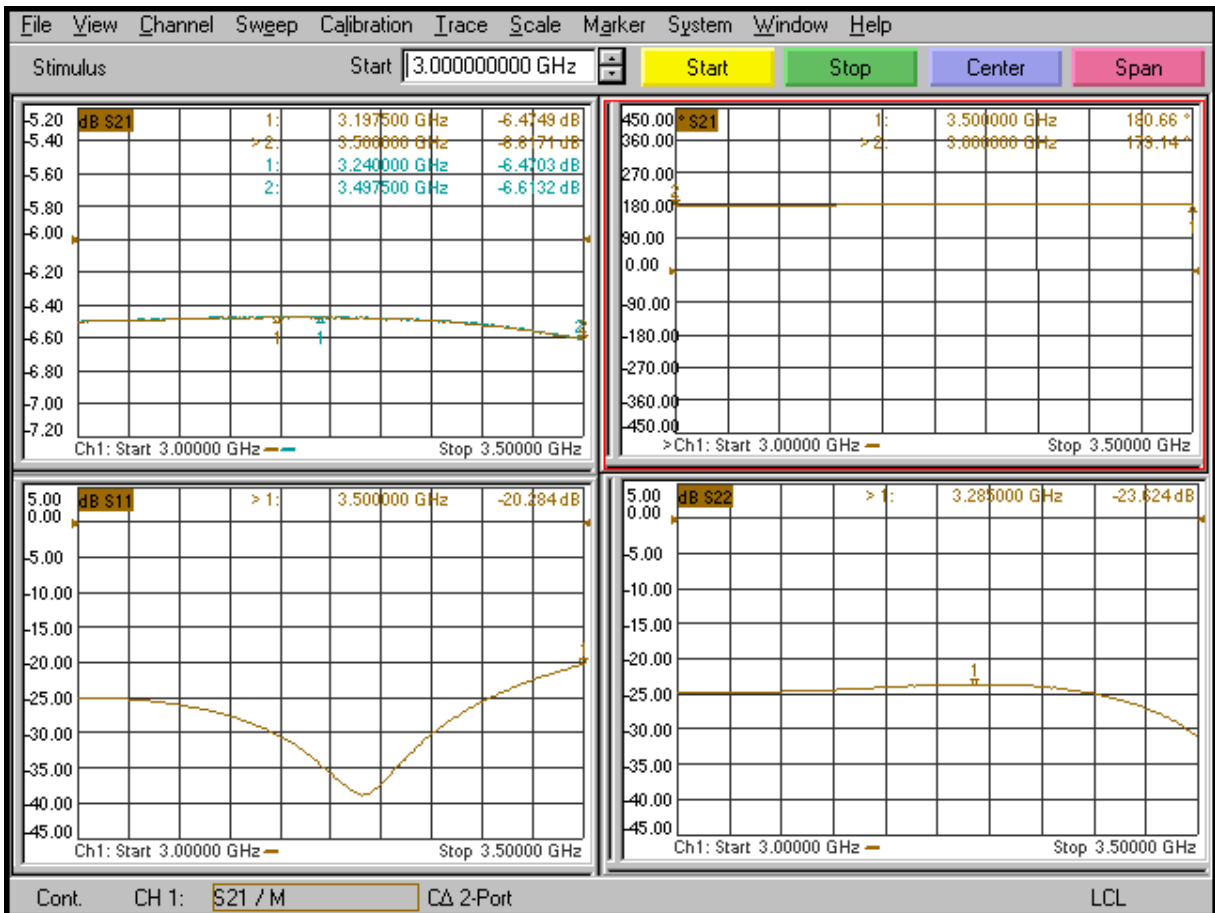 File View Channel Sweep Calibration Trace Scale Marker System Window Help
Stimulus Start 3.000000000 GHz Start Stop Center Span
dB S21
1: 3.197500 GHz -6.4749 dB
> 2: 3.500000 GHz -6.6171 dB
1: 3.240000 GHz -6.4703 dB
2: 3.497500 GHz -6.6132 dB
-5.20
-5.40
-5.60
-5.80
-6.00
-6.20
-6.40
-6.60
-6.80
-7.00
-7.20
1
1
2
Ch1: Start 3.00000 GHz Stop 3.50000 GHz
° S21
1: 3.500000 GHz 180.66 °
> 2: 3.000000 GHz 179.14 °
450.00
360.00
270.00
180.00
90.00
0.00
-90.00
-180.00
-270.00
-360.00
-450.00
2
1
>Ch1: Start 3.00000 GHz Stop 3.50000 GHz
dB S11
> 1: 3.500000 GHz -20.284 dB
5.00
0.00
-5.00
-10.00
-15.00
-20.00
-25.00
-30.00
-35.00
-40.00
-45.00
1
Ch1: Start 3.00000 GHz Stop 3.50000 GHz
dB S22
> 1: 3.285000 GHz -23.624 dB
5.00
0.00
-5.00
-10.00
-15.00
-20.00
-25.00
-30.00
-35.00
-40.00
-45.00
1
Ch1: Start 3.00000 GHz Stop 3.50000 GHz
Cont. CH 1: S21 / M CΔ 2-Port LCL